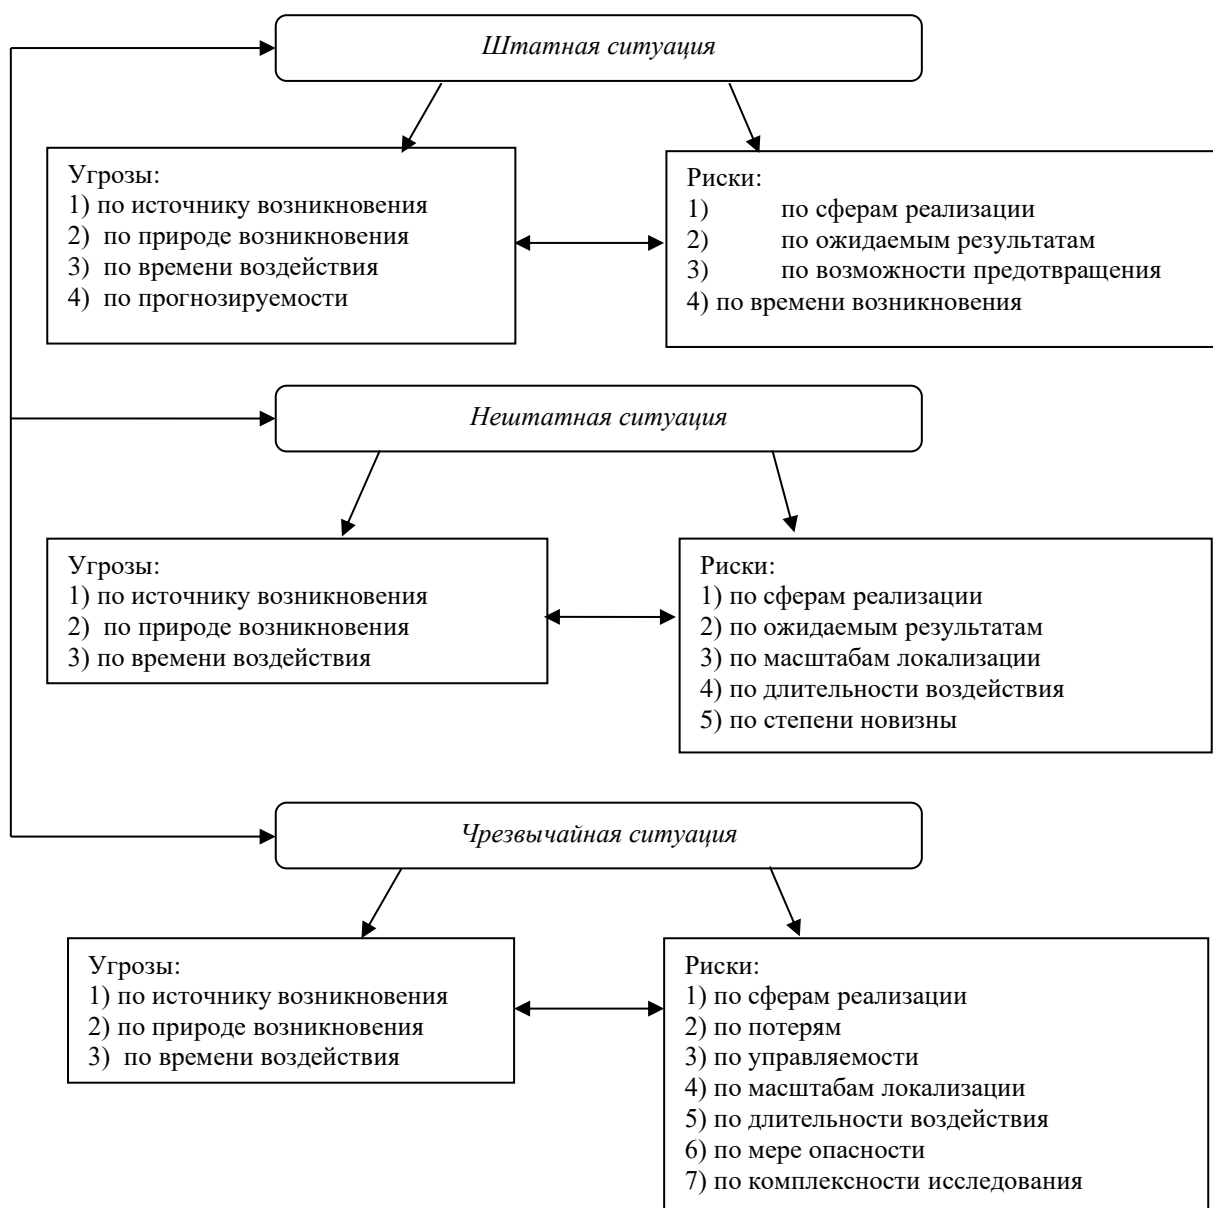 Штатная ситуация
Угрозы:
1) по источнику возникновения
2) по природе возникновения
3) по времени воздействия
4) по прогнозируемости
Риски:
1) по сферам реализации
2) по ожидаемым результатам
3) по возможности предотвращения
4) по времени возникновения
Нештатная ситуация
Угрозы:
1) по источнику возникновения
2) по природе возникновения
3) по времени воздействия
Риски:
1) по сферам реализации
2) по ожидаемым результатам
3) по масштабам локализации
4) по длительности воздействия
5) по степени новизны
Чрезвычайная ситуация
Угрозы:
1) по источнику возникновения
2) по природе возникновения
3) по времени воздействия
Риски:
1) по сферам реализации
2) по потерям
3) по управляемости
4) по масштабам локализации
5) по длительности воздействия
6) по мере опасности
7) по комплексности исследования